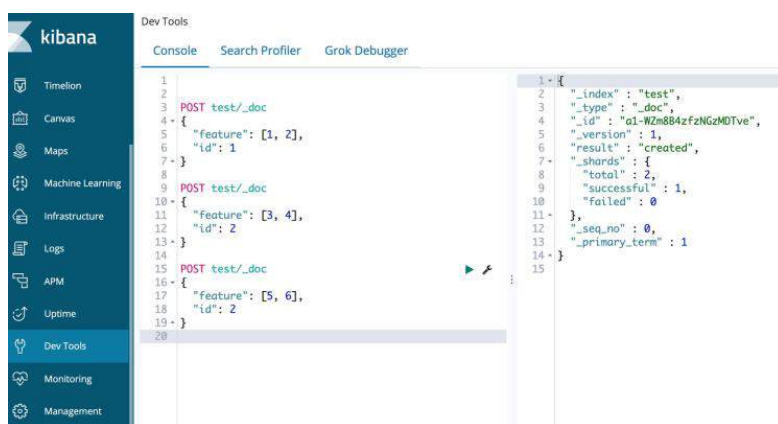 Dev Tools
kibana
Console Search Profiler Grok Debugger
Timelion
Canvas
Maps
Machine Learning
Infrastructure
Logs
APM
Uptime
Dev Tools
Monitoring
Management
1
2
3 POST test/_doc
4 {
5 "feature": [1, 2],
6 "id": 1
7 }
8
9 POST test/_doc
10 {
11 "feature": [3, 4],
12 "id": 2
13 }
14
15 POST test/_doc
16 {
17 "feature": [5, 6],
18 "id": 2
19 }
20
1 {
2 "_index" : "test",
3 "_type" : "_doc",
4 "_id" : "a1-WZm8B4zfzNGzMDTve",
5 "_version" : 1,
6 "result" : "created",
7 "_shards" : {
8 "total" : 2,
9 "successful" : 1,
10 "failed" : 0
11 },
12 "_seq_no" : 0,
13 "_primary_term" : 1
14 }
15